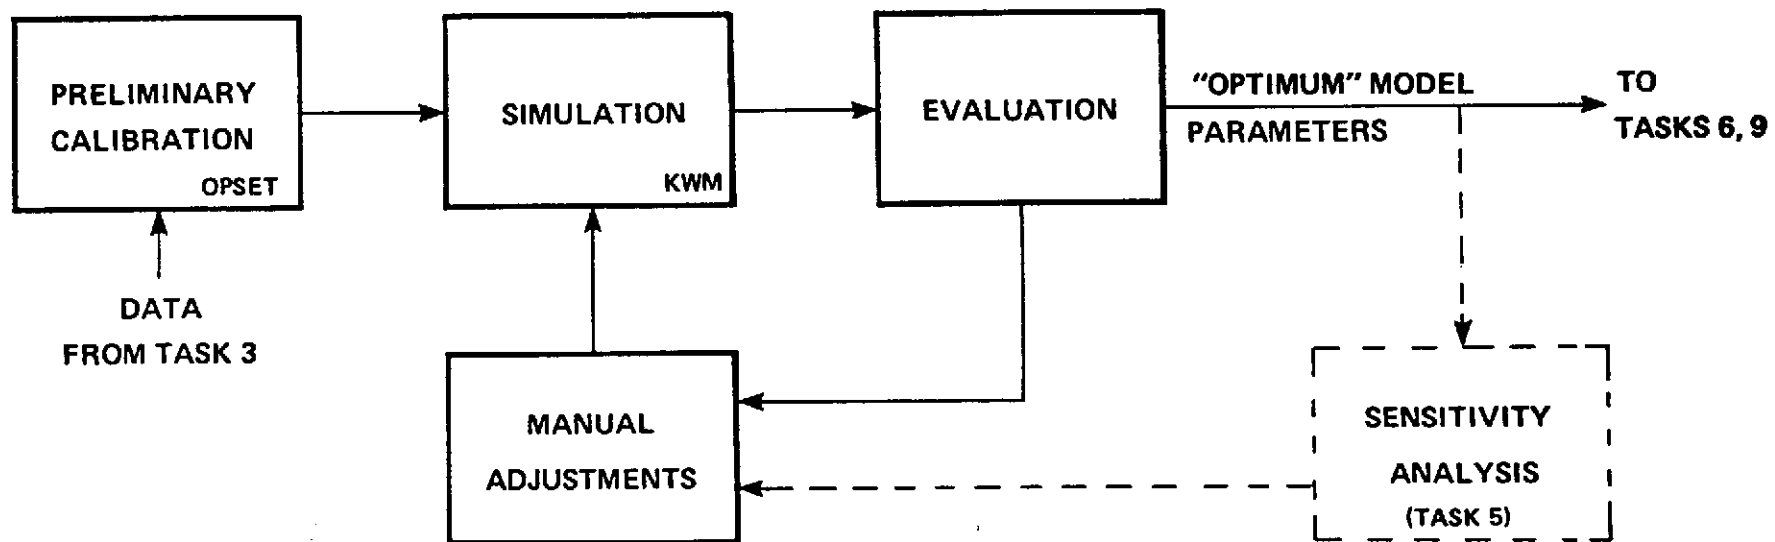 PRELIMINARY
CALIBRATION
OPSET
SIMULATION
KWM
EVALUATION
"OPTIMUM" MODEL
PARAMETERS
TO
TASKS 6, 9
DATA
FROM TASK 3
MANUAL
ADJUSTMENTS
SENSITIVITY
ANALYSIS
(TASK 5)